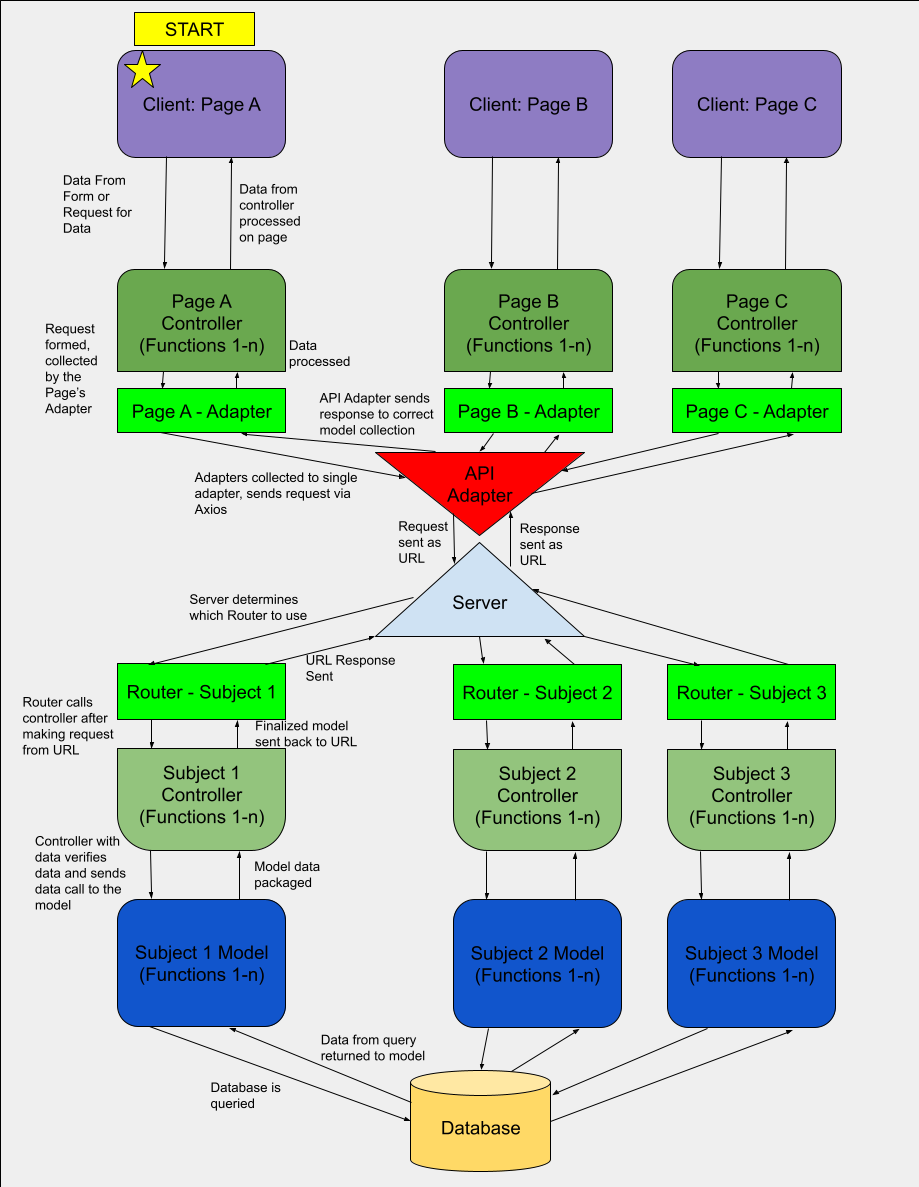 START
Client: Page A
Client: Page B
Client: Page C
Data From
Form or
Request for
Data
Data from
controller
processed
on page
Page A
Controller
(Functions 1-n)
Page B
Controller
(Functions 1-n)
Page C
Controller
(Functions 1-n)
Request
formed,
collected
by the
Page's
Adapter
Data
processed
Page A - Adapter
API Adapter sends
response to correct
model collection
Page B - Adapter
Page C - Adapter
Adapters collected to single
adapter, sends request via
Axios
API
Adapter
Request
sent as
URL
Response
sent as
URL
Server
Server determines
which Router to use
URL Response
Sent
Router - Subject 1
Router - Subject 2
Router - Subject 3
Router calls
controller after
making request
from URL
Finalized model
sent back to URL
Subject 1
Controller
(Functions 1-n)
Subject 2
Controller
(Functions 1-n)
Subject 3
Controller
(Functions 1-n)
Controller with
data verifies
data and sends
data call to the
model
Model data
packaged
Subject 1 Model
(Functions 1-n)
Subject 2 Model
(Functions 1-n)
Subject 3 Model
(Functions 1-n)
Data from query
returned to model
Database is
queried
Database